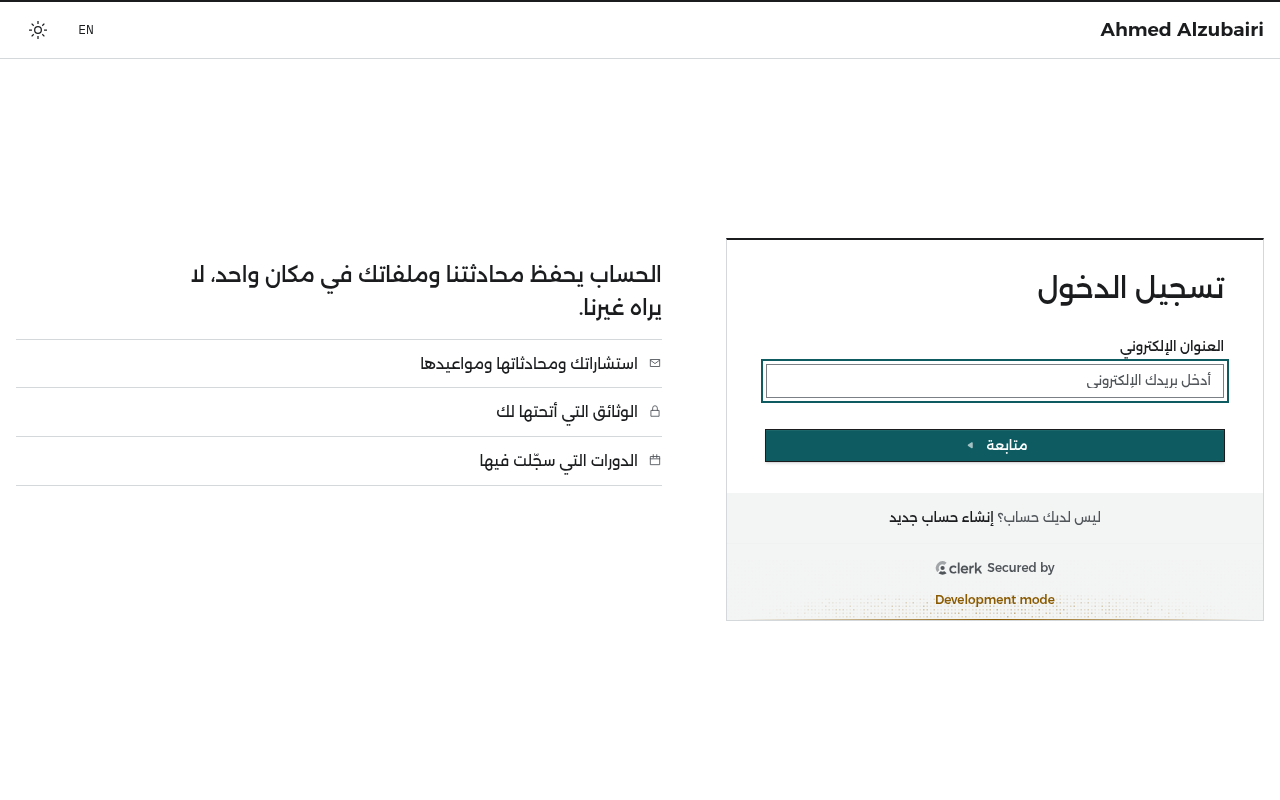 Ahmed Alzubairi
EN
تسجيل الدخول
العنوان الإلكتروني
أدخل بريدك الإلكتروني
متابعة
ليس لديك حساب؟ إنشاء حساب جديد
Secured by clerk
Development mode
الحساب يحفظ محادثتنا وملفاتك في مكان واحد، لا
يراه غيرنا.
استشاراتك ومحادثاتها ومواعيدها
الوثائق التي أتحتها لك
الدورات التي سجّلت فيها